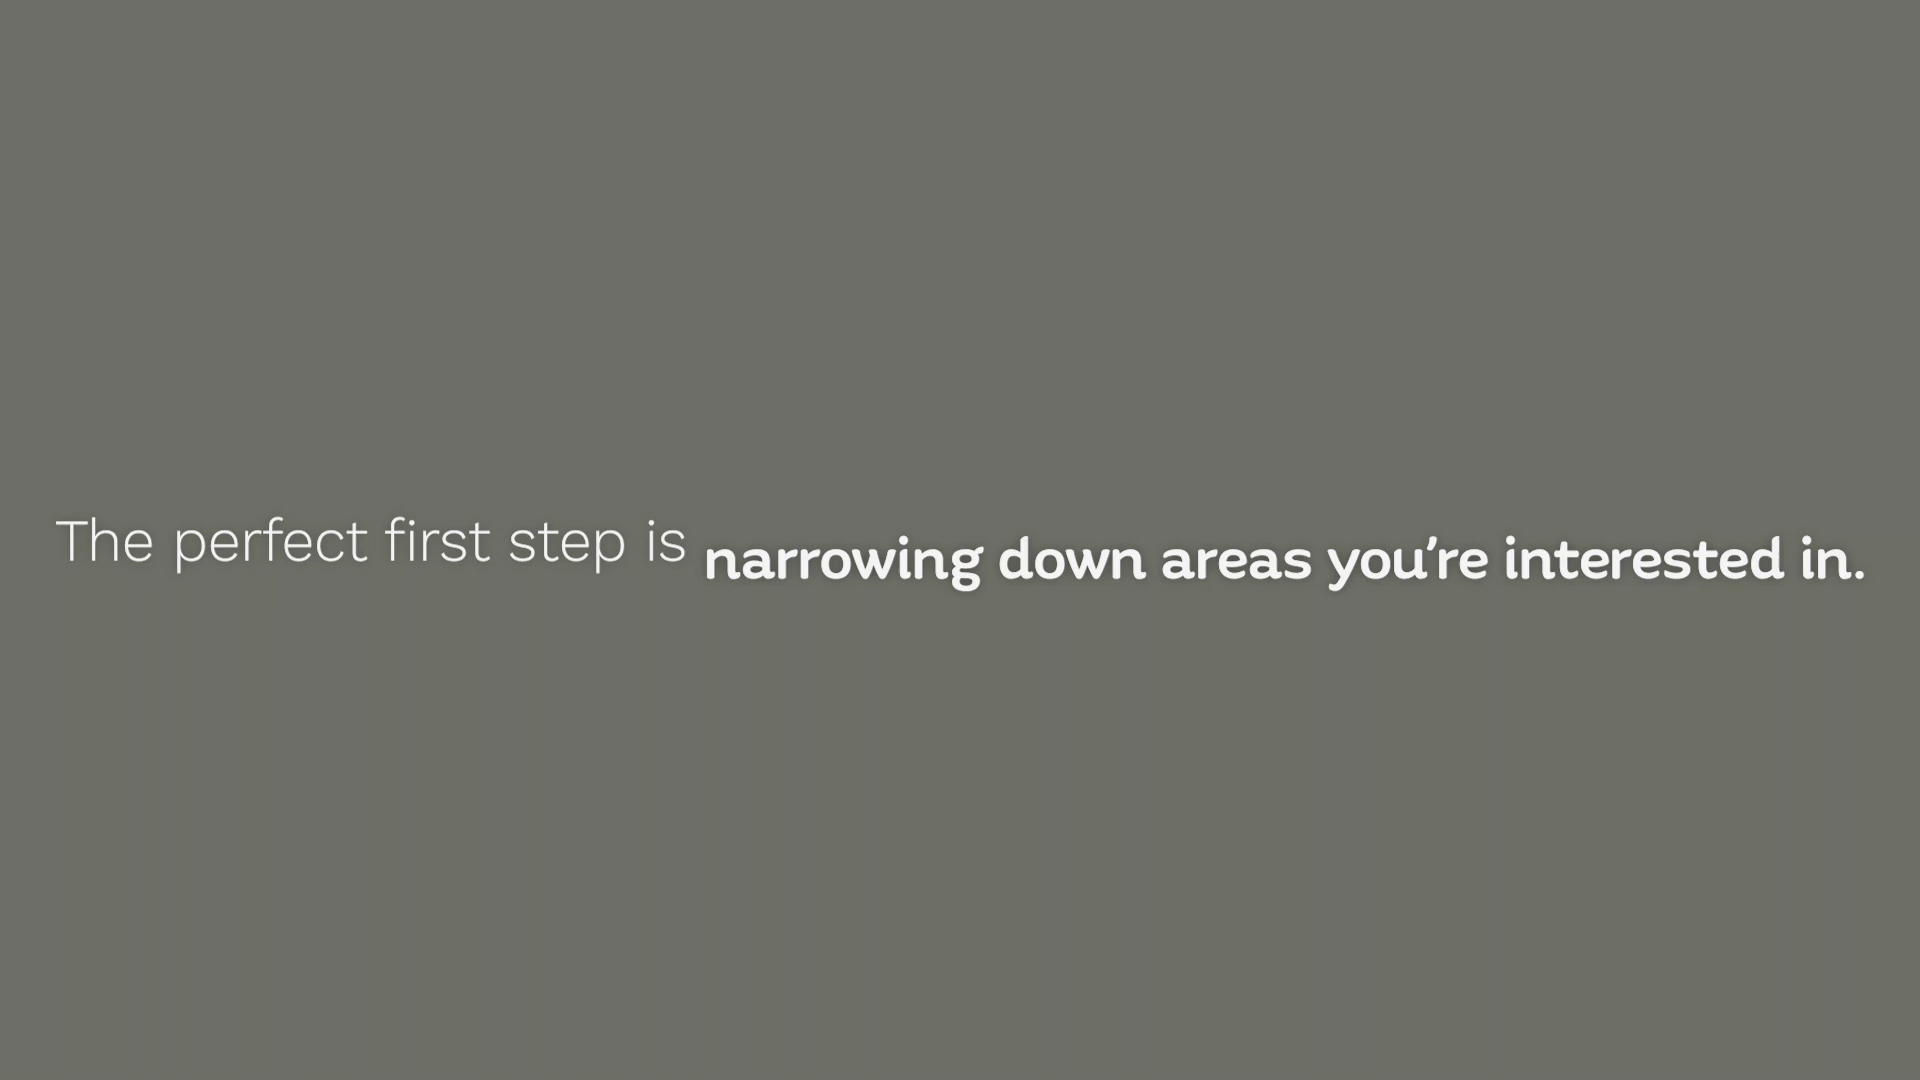 The perfect first step is narrowing down areas you’re interested in.